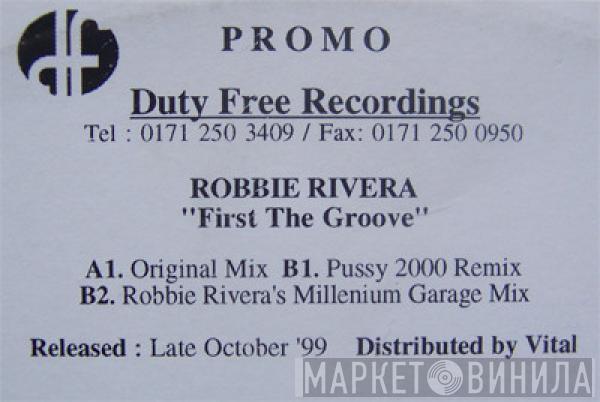 PROMO
Duty Free Recordings
Tel : 0171 250 3409 / Fax: 0171 250 0950
ROBBIE RIVERA
"First The Groove"
A1. Original Mix B1. Pussy 2000 Remix
B2. Robbie Rivera's Millenium Garage Mix
Released : Late October '99 Distributed by Vital
МАРКЕТ ВИНИЛА